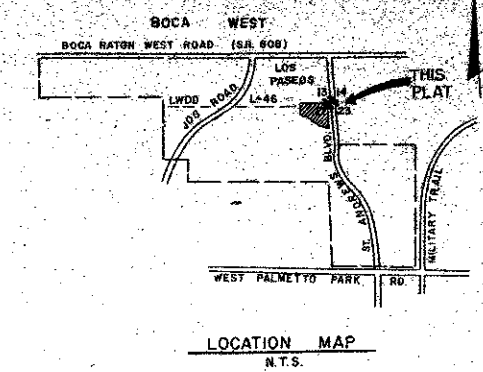 BOCA WEST
BOCA RATON WEST ROAD (S.R. 808)
LOS
PASEOS
THIS
PLAT
13 14
23
LWDD L-46
JOG ROAD
ST. ANDREWS BLVD.
MILITARY TRAIL
WEST PALMETTO PARK RD.
LOCATION MAP
N.T.S.